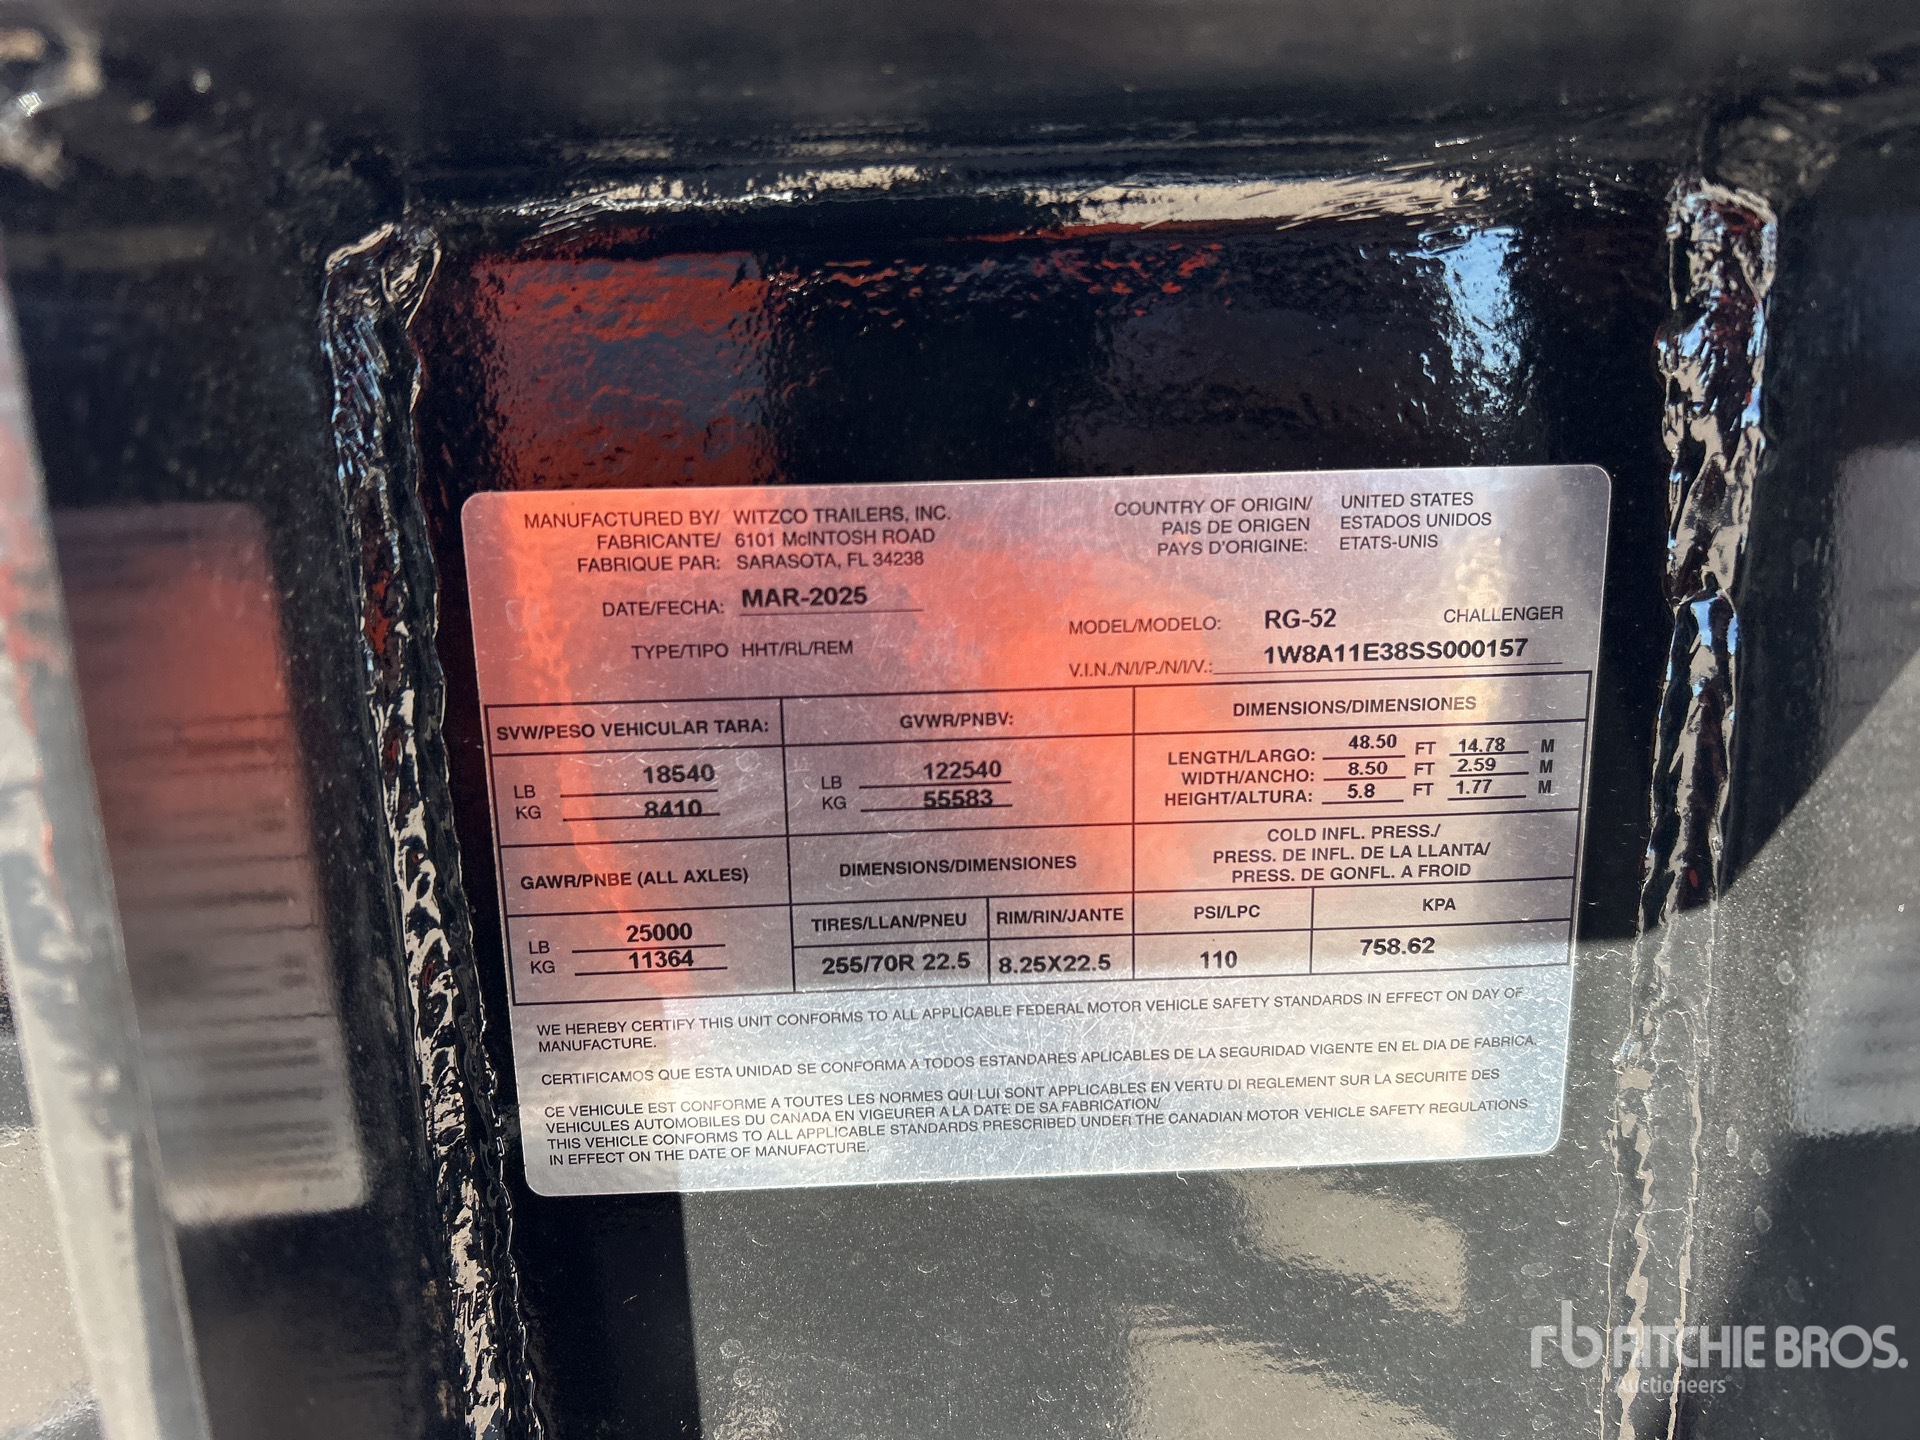 MANUFACTURED BY/ WITZCO TRAILERS, INC.
FABRICANTE/ 6101 McINTOSH ROAD
FABRIQUE PAR: SARASOTA, FL 34238
COUNTRY OF ORIGIN/ UNITED STATES
PAIS DE ORIGEN ESTADOS UNIDOS
PAYS D'ORIGINE: ETATS-UNIS
DATE/FECHA: MAR-2025
MODEL/MODELO: RG-52 CHALLENGER
TYPE/TIPO HHT/RL/REM
V.I.N./N/I/P./N/I/V.: 1W8A11E38SS000157
SVW/PESO VEHICULAR TARA: GVWR/PNBV: DIMENSIONS/DIMENSIONES
LB 18540 LB 122540 LENGTH/LARGO: 48.50 FT 14.78 M
KG 8410 KG 55583 WIDTH/ANCHO: 8.50 FT 2.59 M
HEIGHT/ALTURA: 5.8 FT 1.77 M
GAWR/PNBE (ALL AXLES) DIMENSIONS/DIMENSIONES COLD INFL. PRESS./
PRESS. DE INFL. DE LA LLANTA/
PRESS. DE GONFL. A FROID
TIRES/LLAN/PNEU RIM/RIN/JANTE PSI/LPC KPA
LB 25000
KG 11364 255/70R 22.5 8.25X22.5 110 758.62
WE HEREBY CERTIFY THIS UNIT CONFORMS TO ALL APPLICABLE FEDERAL MOTOR VEHICLE SAFETY STANDARDS IN EFFECT ON DAY OF
MANUFACTURE.
CERTIFICAMOS QUE ESTA UNIDAD SE CONFORMA A TODOS ESTANDARES APLICABLES DE LA SEGURIDAD VIGENTE EN EL DIA DE FABRICA.
CE VEHICULE EST CONFORME A TOUTES LES NORMES QUI LUI SONT APPLICABLES EN VERTU DI REGLEMENT SUR LA SECURITE DES
VEHICULES AUTOMOBILES DU CANADA EN VIGEURER A LA DATE DE SA FABRICATION/
THIS VEHICLE CONFORMS TO ALL APPLICABLE STANDARDS PRESCRIBED UNDER THE CANADIAN MOTOR VEHICLE SAFETY REGULATIONS
IN EFFECT ON THE DATE OF MANUFACTURE.
rb RITCHIE BROS.
Auctioneers